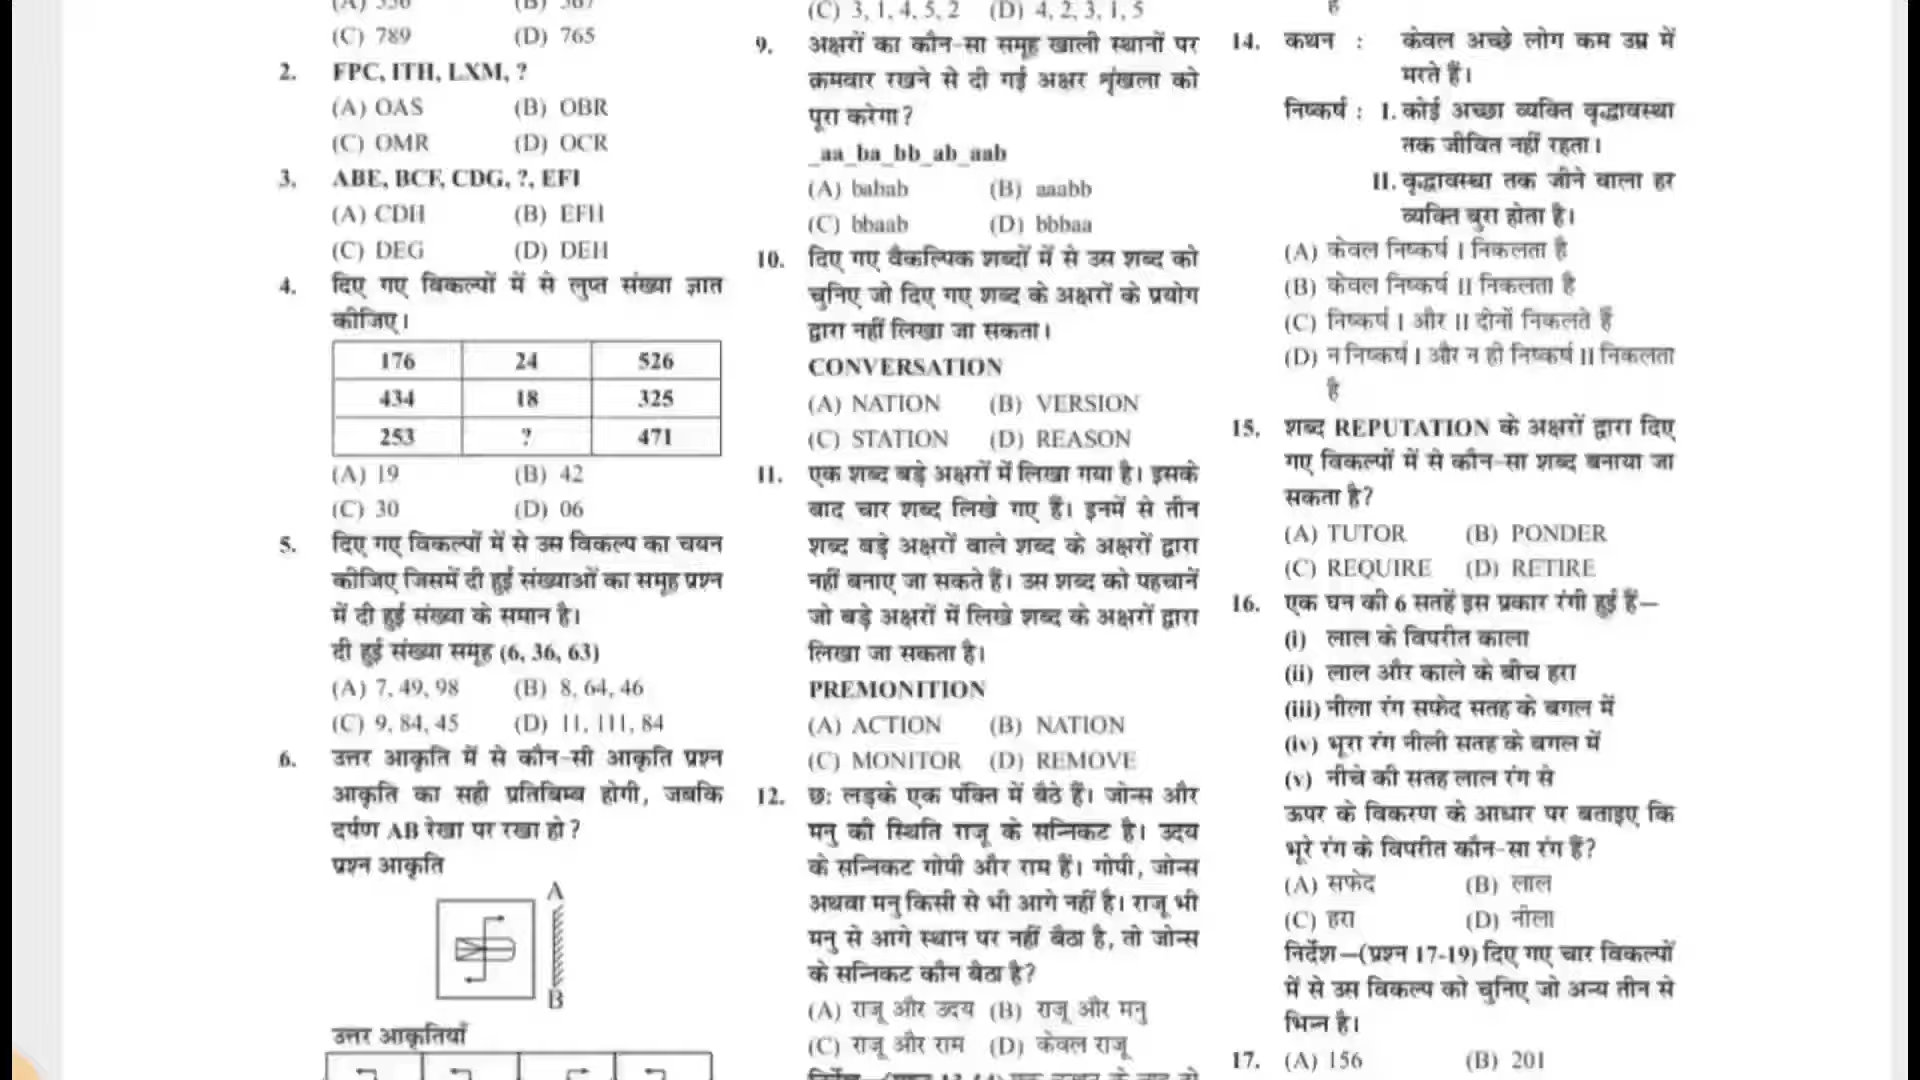 (C) 789 (D) 765
2. FPC, ITH, LXM, ?
(A) OAS (B) OBR
(C) OMR (D) OCR
3. ABE, BCF, CDG, ?, EFI
(A) CDH (B) EFH
(C) DEG (D) DEH
4. दिए गए विकल्पों में से लुप्त संख्या ज्ञात
कीजिए।
176 24 526
434 18 325
253 ? 471
(A) 19 (B) 42
(C) 30 (D) 06
5. दिए गए विकल्पों में से उस विकल्प का चयन
कीजिए जिसमें दी हुई संख्याओं का समूह प्रश्न
में दी हुई संख्या के समान है।
दी हुई संख्या समूह (6, 36, 63)
(A) 7, 49, 98 (B) 8, 64, 46
(C) 9, 84, 45 (D) 11, 111, 84
6. उत्तर आकृति में से कौन-सी आकृति प्रश्न
आकृति का सही प्रतिबिम्ब होगी, जबकि
दर्पण AB रेखा पर रखा हो?
प्रश्न आकृति
A
B
उत्तर आकृतियाँ
(C) 3, 1, 4, 5, 2 (D) 4, 2, 3, 1, 5
9. अक्षरों का कौन-सा समूह खाली स्थानों पर
क्रमवार रखने से दी गई अक्षर शृंखला को
पूरा करेगा?
_aa_ba_bb_ab_aab
(A) babab (B) aaabb
(C) bbaab (D) bbbaa
10. दिए गए वैकल्पिक शब्दों में से उस शब्द को
चुनिए जो दिए गए शब्द के अक्षरों के प्रयोग
द्वारा नहीं लिखा जा सकता।
CONVERSATION
(A) NATION (B) VERSION
(C) STATION (D) REASON
11. एक शब्द बड़े अक्षरों में लिखा गया है। इसके
बाद चार शब्द लिखे गए हैं। इनमें से तीन
शब्द बड़े अक्षरों वाले शब्द के अक्षरों द्वारा
नहीं बनाए जा सकते हैं। उस शब्द को पहचानें
जो बड़े अक्षरों में लिखे शब्द के अक्षरों द्वारा
लिखा जा सकता है।
PREMONITION
(A) ACTION (B) NATION
(C) MONITOR (D) REMOVE
12. छः लड़के एक पंक्ति में बैठे हैं। जोन्स और
मनु की स्थिति राजू के सन्निकट है। उदय
के सन्निकट गोपी और राम हैं। गोपी, जोन्स
अथवा मनु किसी से भी आगे नहीं है। राजू भी
मनु से आगे स्थान पर नहीं बैठा है, तो जोन्स
के सन्निकट कौन बैठा है?
(A) राजू और उदय (B) राजू और मनु
(C) राजू और राम (D) केवल राजू
है
14. कथन : केवल अच्छे लोग कम उम्र में
मरते हैं।
निष्कर्ष : I. कोई अच्छा व्यक्ति वृद्धावस्था
तक जीवित नहीं रहता।
II. वृद्धावस्था तक जीने वाला हर
व्यक्ति बुरा होता है।
(A) केवल निष्कर्ष I निकलता है
(B) केवल निष्कर्ष II निकलता है
(C) निष्कर्ष I और II दोनों निकलते हैं
(D) न निष्कर्ष I और न ही निष्कर्ष II निकलता
है
15. शब्द REPUTATION के अक्षरों द्वारा दिए
गए विकल्पों में से कौन-सा शब्द बनाया जा
सकता है?
(A) TUTOR (B) PONDER
(C) REQUIRE (D) RETIRE
16. एक घन की 6 सतहें इस प्रकार रंगी हुई हैं—
(i) लाल के विपरीत काला
(ii) लाल और काले के बीच हरा
(iii) नीला रंग सफेद सतह के बगल में
(iv) भूरा रंग नीली सतह के बगल में
(v) नीचे की सतह लाल रंग से
ऊपर के विकरण के आधार पर बताइए कि
भूरे रंग के विपरीत कौन-सा रंग हैं?
(A) सफेद (B) लाल
(C) हरा (D) नीला
निर्देश—(प्रश्न 17-19) दिए गए चार विकल्पों
में से उस विकल्प को चुनिए जो अन्य तीन से
भिन्न है।
17. (A) 156 (B) 201